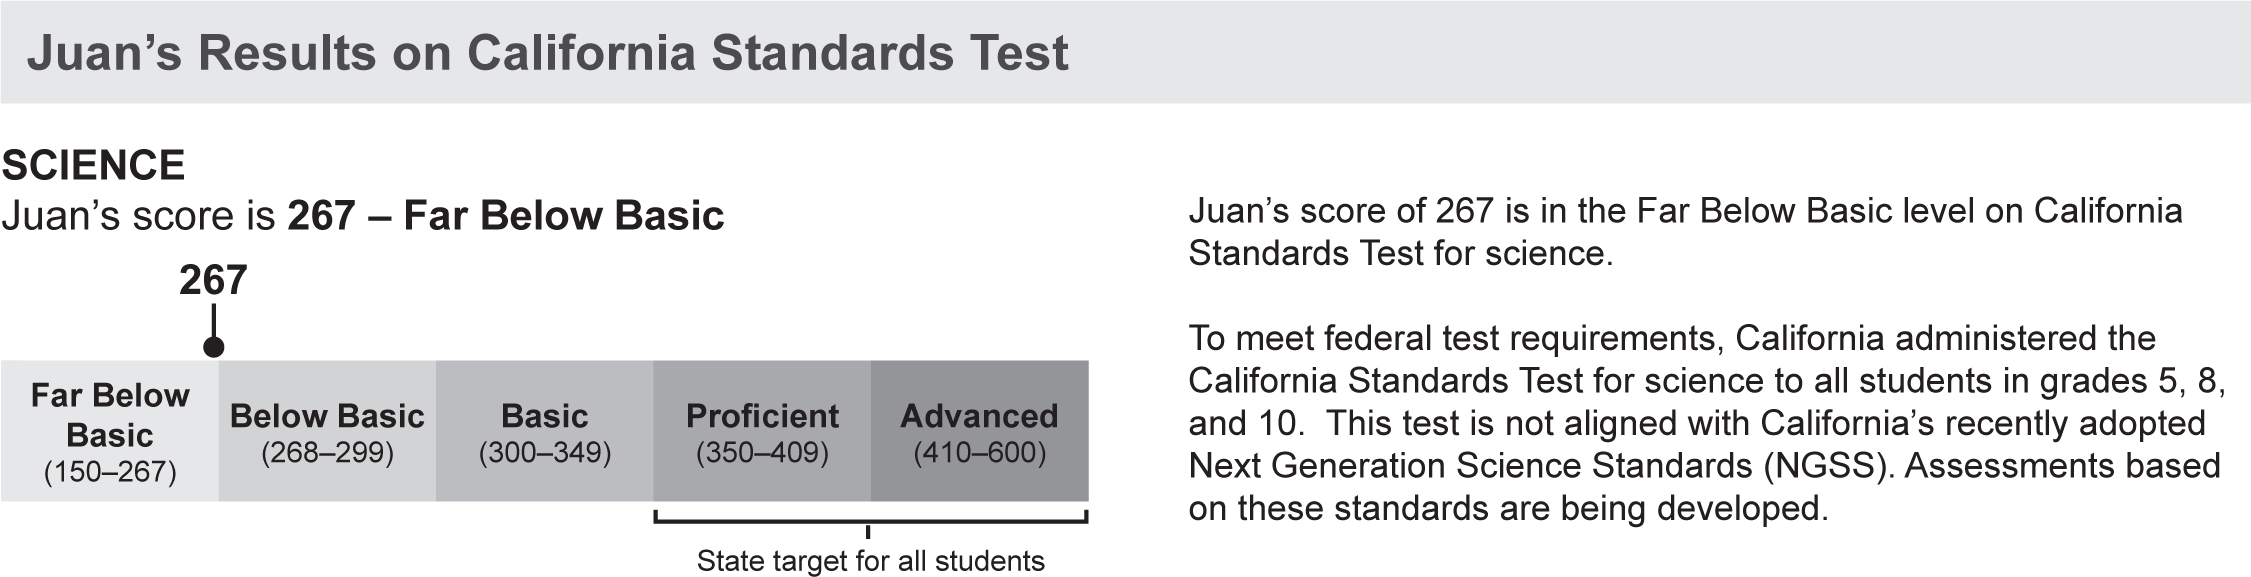 Juan’s Results on California Standards Test
SCIENCE
Juan’s score is 267 – Far Below Basic
267
Far Below
Basic
(150–267)
Below Basic
(268–299)
Basic
(300–349)
Proficient
(350–409)
Advanced
(410–600)
State target for all students
Juan’s score of 267 is in the Far Below Basic level on California
Standards Test for science.
To meet federal test requirements, California administered the
California Standards Test for science to all students in grades 5, 8,
and 10.  This test is not aligned with California’s recently adopted
Next Generation Science Standards (NGSS). Assessments based
on these standards are being developed.